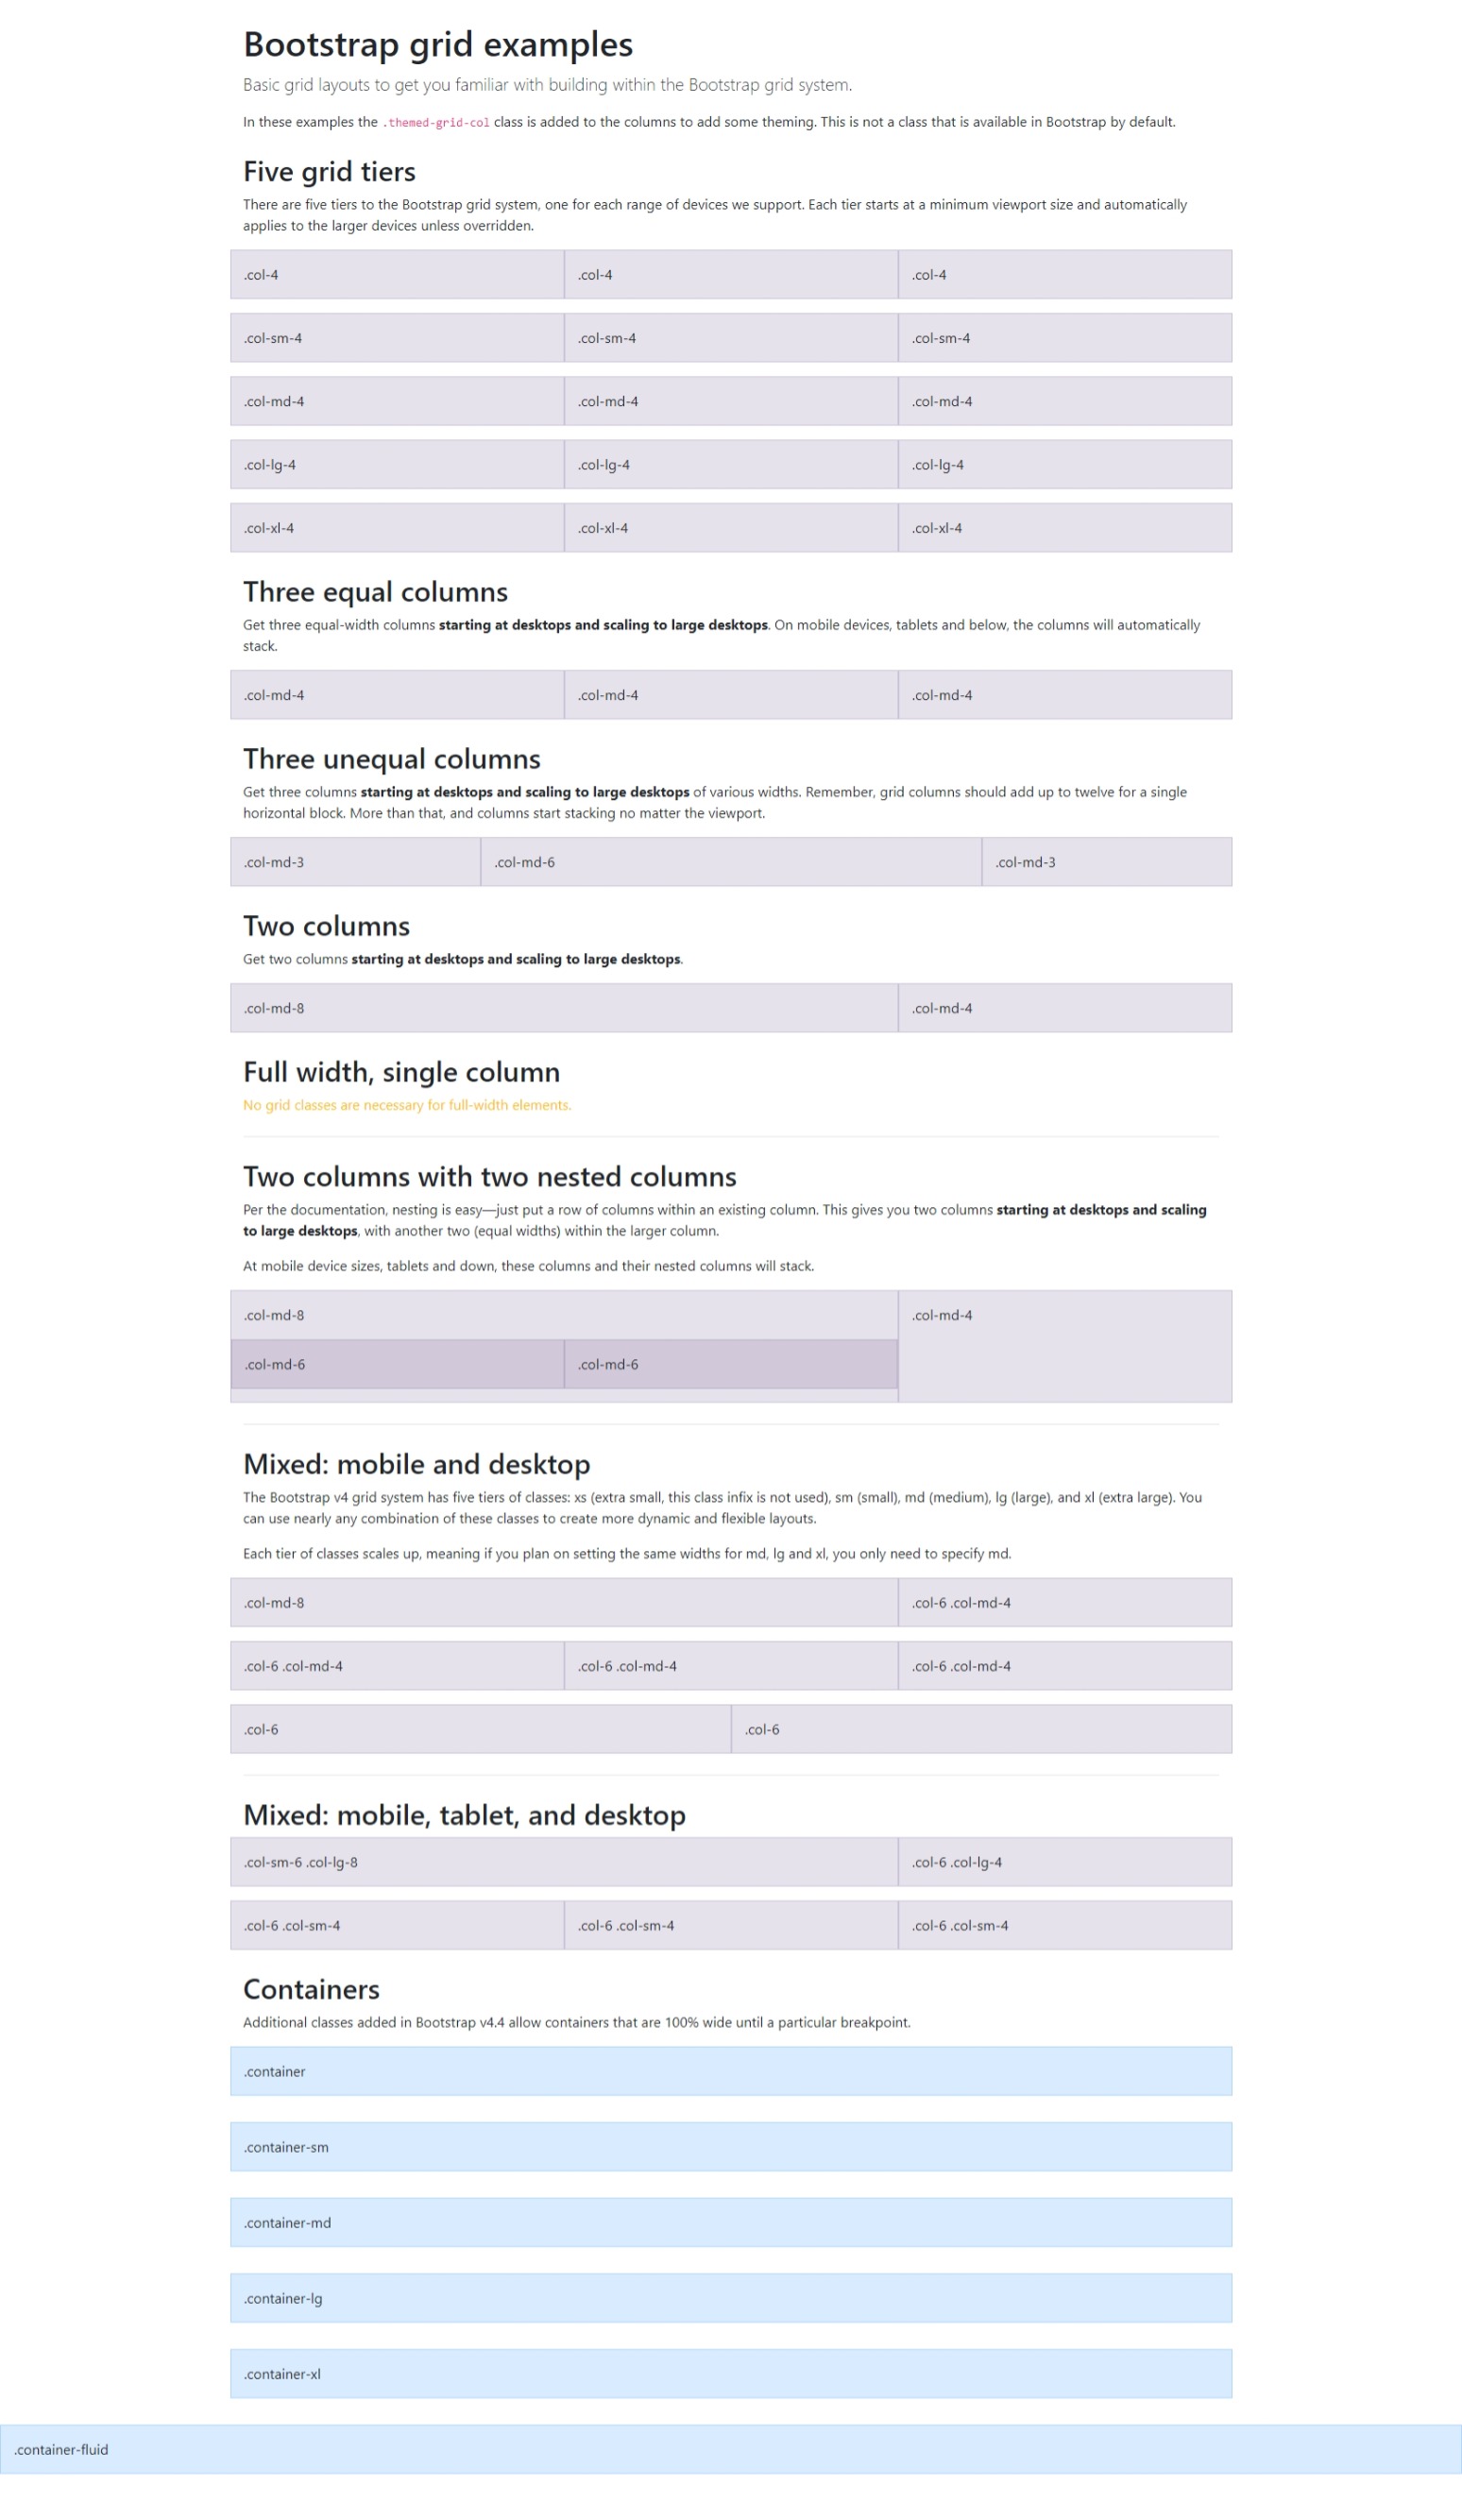 Bootstrap grid examples
Basic grid layouts to get you familiar with building within the Bootstrap grid system.
In these examples the .themed-grid-col class is added to the columns to add some theming. This is not a class that is available in Bootstrap by default.
Five grid tiers
There are five tiers to the Bootstrap grid system, one for each range of devices we support. Each tier starts at a minimum viewport size and automatically
applies to the larger devices unless overridden.
.col-4 .col-4 .col-4
.col-sm-4 .col-sm-4 .col-sm-4
.col-md-4 .col-md-4 .col-md-4
.col-lg-4 .col-lg-4 .col-lg-4
.col-xl-4 .col-xl-4 .col-xl-4
Three equal columns
Get three equal-width columns starting at desktops and scaling to large desktops. On mobile devices, tablets and below, the columns will automatically
stack.
.col-md-4 .col-md-4 .col-md-4
Three unequal columns
Get three columns starting at desktops and scaling to large desktops of various widths. Remember, grid columns should add up to twelve for a single
horizontal block. More than that, and columns start stacking no matter the viewport.
.col-md-3 .col-md-6 .col-md-3
Two columns
Get two columns starting at desktops and scaling to large desktops.
.col-md-8 .col-md-4
Full width, single column
No grid classes are necessary for full-width elements.
Two columns with two nested columns
Per the documentation, nesting is easy—just put a row of columns within an existing column. This gives you two columns starting at desktops and scaling
to large desktops, with another two (equal widths) within the larger column.
At mobile device sizes, tablets and down, these columns and their nested columns will stack.
.col-md-8 .col-md-4
.col-md-6 .col-md-6
Mixed: mobile and desktop
The Bootstrap v4 grid system has five tiers of classes: xs (extra small, this class infix is not used), sm (small), md (medium), lg (large), and xl (extra large). You
can use nearly any combination of these classes to create more dynamic and flexible layouts.
Each tier of classes scales up, meaning if you plan on setting the same widths for md, lg and xl, you only need to specify md.
.col-md-8 .col-6 .col-md-4
.col-6 .col-md-4 .col-6 .col-md-4 .col-6 .col-md-4
.col-6 .col-6
Mixed: mobile, tablet, and desktop
.col-sm-6 .col-lg-8 .col-6 .col-lg-4
.col-6 .col-sm-4 .col-6 .col-sm-4 .col-6 .col-sm-4
Containers
Additional classes added in Bootstrap v4.4 allow containers that are 100% wide until a particular breakpoint.
.container
.container-sm
.container-md
.container-lg
.container-xl
.container-fluid